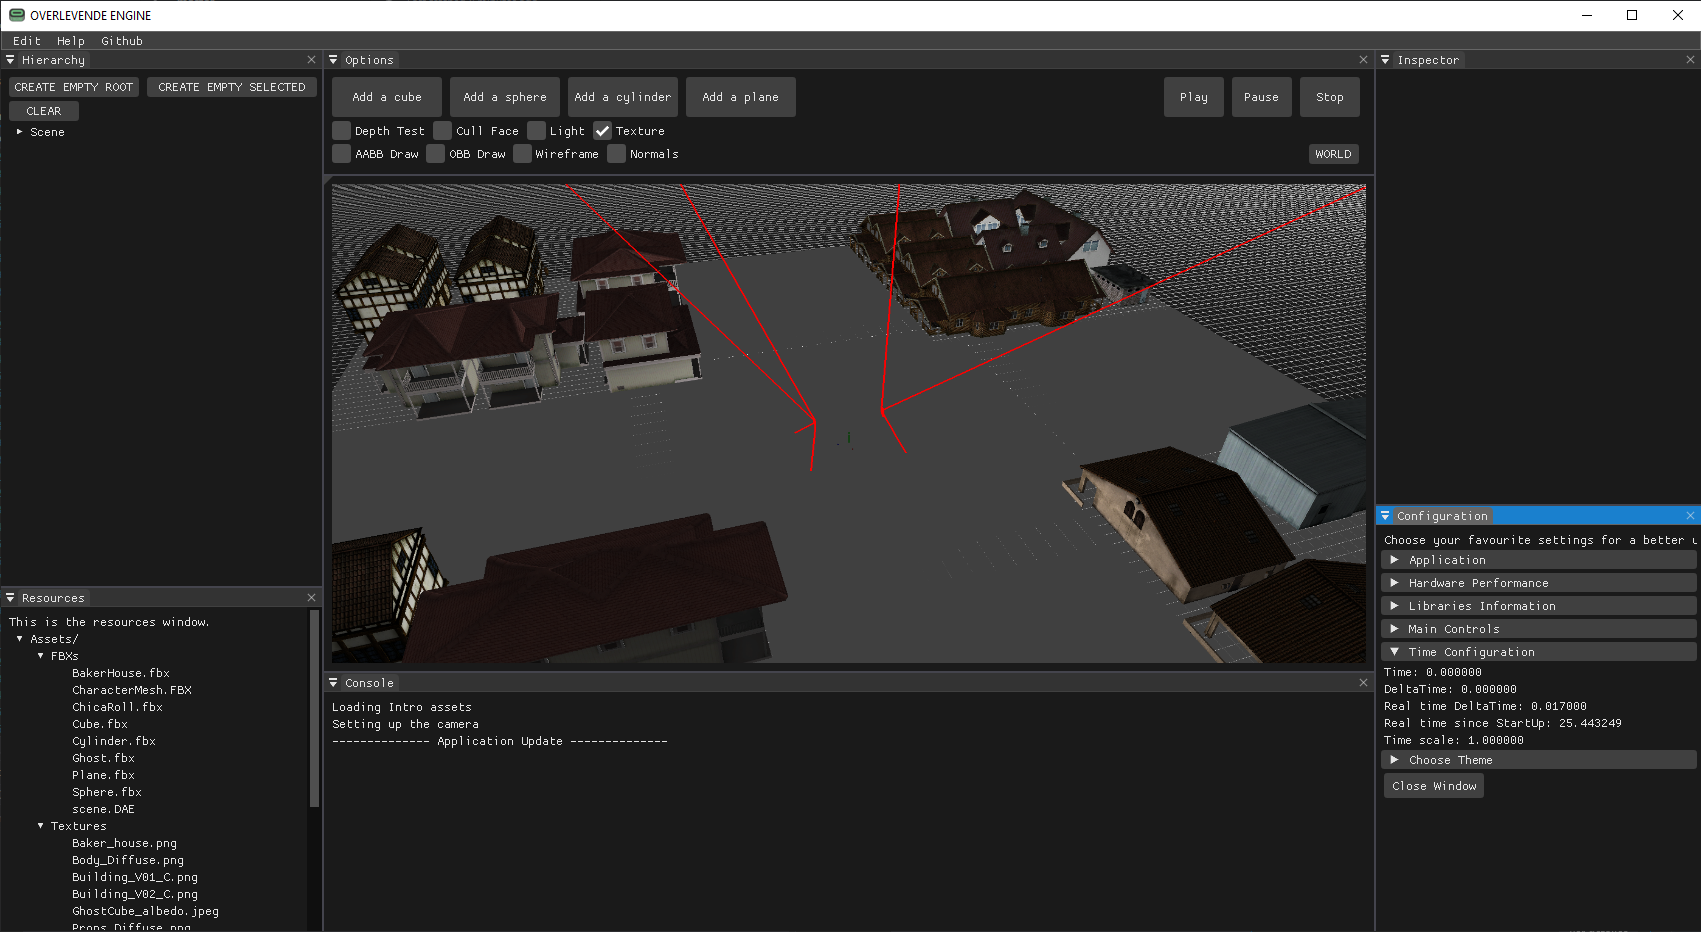 OVERLEVENDE ENGINE
Edit Help Github
Hierarchy
CREATE EMPTY ROOT CREATE EMPTY SELECTED
CLEAR
Scene
Resources
This is the resources window.
Assets/
FBXs
BakerHouse.fbx
CharacterMesh.FBX
ChicaRoll.fbx
Cube.fbx
Cylinder.fbx
Ghost.fbx
Plane.fbx
Sphere.fbx
scene.DAE
Textures
Baker_house.png
Body_Diffuse.png
Building_V01_C.png
Building_V02_C.png
GhostCube_albedo.jpeg
Props_Diffuse.png
Options
Add a cube Add a sphere Add a cylinder Add a plane Play Pause Stop
Depth Test Cull Face Light Texture
AABB Draw OBB Draw Wireframe Normals WORLD
Console
Loading Intro assets
Setting up the camera
-------------- Application Update --------------
Inspector
Configuration
Choose your favourite settings for a better
Application
Hardware Performance
Libraries Information
Main Controls
Time Configuration
Time: 0.000000
DeltaTime: 0.000000
Real time DeltaTime: 0.017000
Real time since StartUp: 25.443249
Time scale: 1.000000
Choose Theme
Close Window